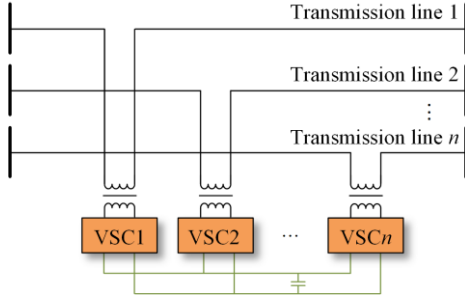 Transmission line 1
Transmission line 2
⋮
Transmission line n
VSC1 VSC2 ... VSCn